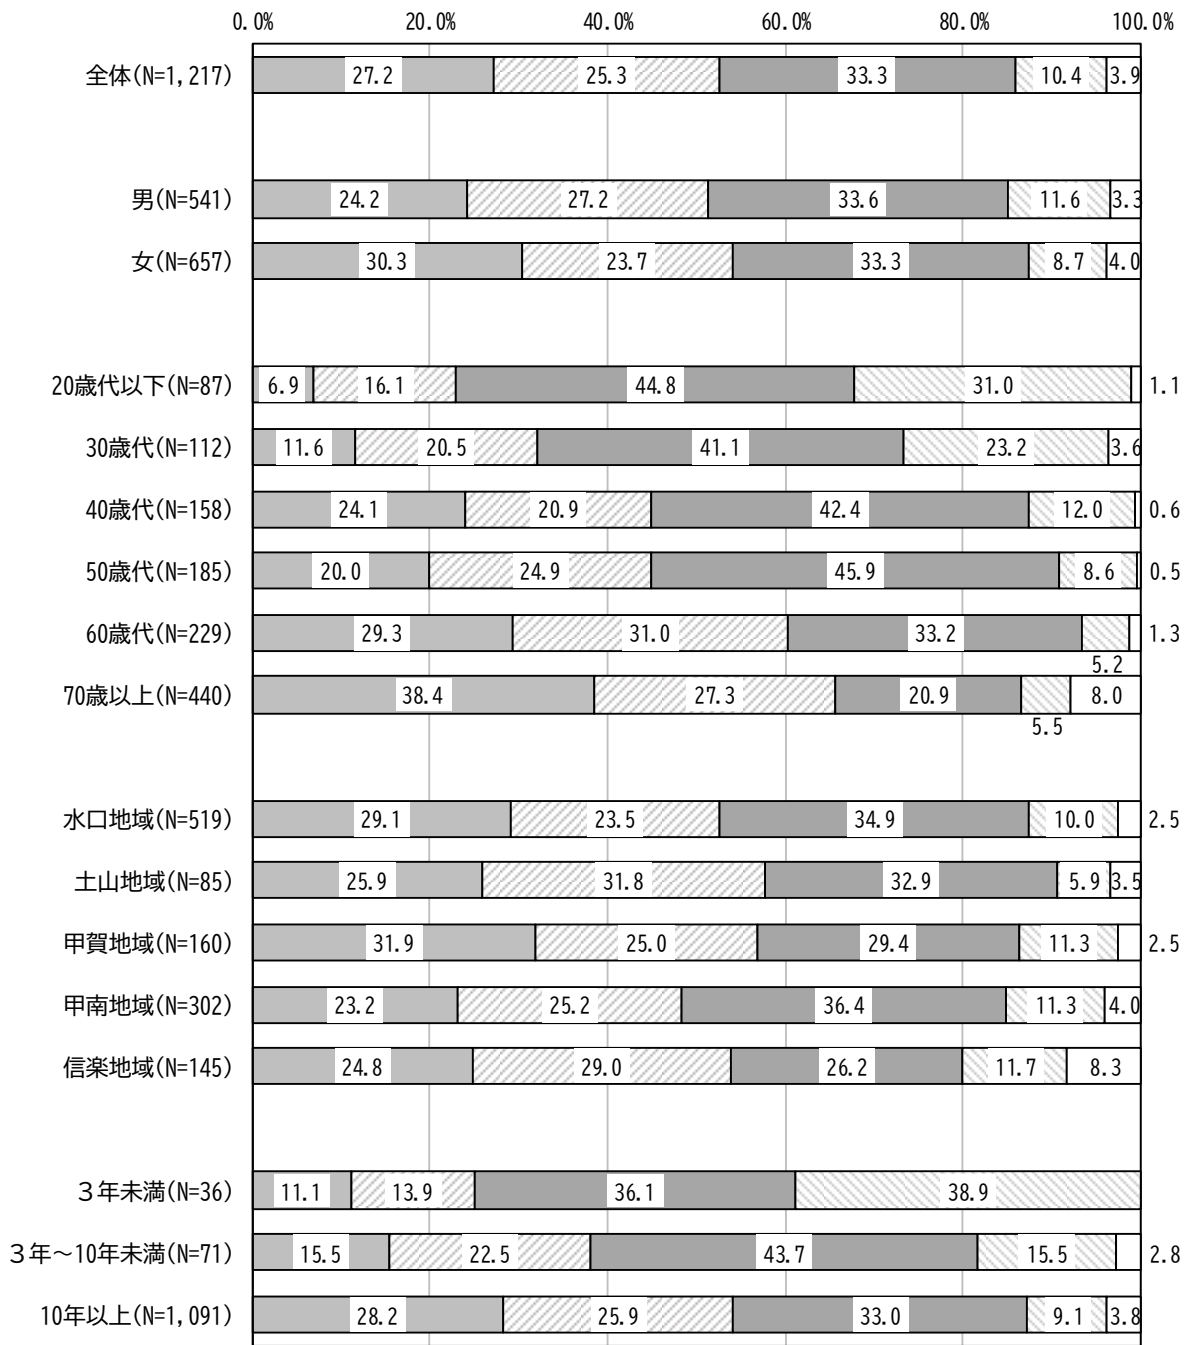 0.0% 20.0% 40.0% 60.0% 80.0% 100.0%
全体(N=1,217) 27.2 25.3 33.3 10.4 3.9
男(N=541) 24.2 27.2 33.6 11.6 3.3
女(N=657) 30.3 23.7 33.3 8.7 4.0
20歳代以下(N=87) 6.9 16.1 44.8 31.0 1.1
30歳代(N=112) 11.6 20.5 41.1 23.2 3.6
40歳代(N=158) 24.1 20.9 42.4 12.0 0.6
50歳代(N=185) 20.0 24.9 45.9 8.6 0.5
60歳代(N=229) 29.3 31.0 33.2 1.3
5.2
70歳以上(N=440) 38.4 27.3 20.9 8.0
5.5
水口地域(N=519) 29.1 23.5 34.9 10.0 2.5
土山地域(N=85) 25.9 31.8 32.9 5.9 3.5
甲賀地域(N=160) 31.9 25.0 29.4 11.3 2.5
甲南地域(N=302) 23.2 25.2 36.4 11.3 4.0
信楽地域(N=145) 24.8 29.0 26.2 11.7 8.3
３年未満(N=36) 11.1 13.9 36.1 38.9
３年～10年未満(N=71) 15.5 22.5 43.7 15.5 2.8
10年以上(N=1,091) 28.2 25.9 33.0 9.1 3.8